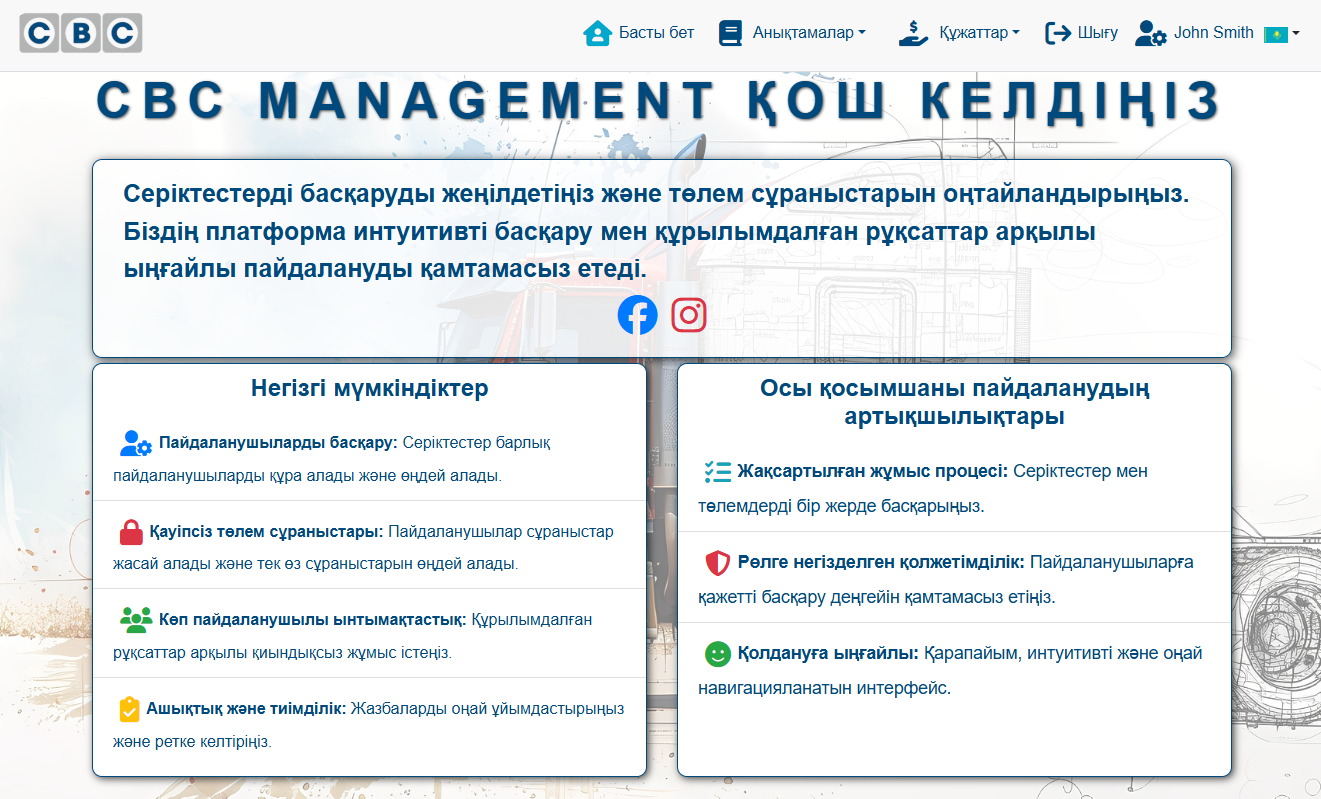 CBC
Басты бет
Анықтамалар
Құжаттар
Шығу
John Smith
CBC MANAGEMENT ҚОШ КЕЛДІҢІЗ
Серіктестерді басқаруды жеңілдетіңіз және төлем сұраныстарын оңтайландырыңыз.
Біздің платформа интуитивті басқару мен құрылымдалған рұқсаттар арқылы
ыңғайлы пайдалануды қамтамасыз етеді.
Негізгі мүмкіндіктер
Пайдаланушыларды басқару: Серіктестер барлық
пайдаланушыларды құра алады және өңдей алады.
Қауіпсіз төлем сұраныстары: Пайдаланушылар сұраныстар
жасай алады және тек өз сұраныстарын өңдей алады.
Көп пайдаланушылы ынтымақтастық: Құрылымдалған
рұқсаттар арқылы қиындықсыз жұмыс істеңіз.
Ашықтық және тиімділік: Жазбаларды оңай ұйымдастырыңыз
және ретке келтіріңіз.
Осы қосымшаны пайдаланудың
артықшылықтары
Жақсартылған жұмыс процесі: Серіктестер мен
төлемдерді бір жерде басқарыңыз.
Рөлге негізделген қолжетімділік: Пайдаланушыларға
қажетті басқару деңгейін қамтамасыз етіңіз.
Қолдануға ыңғайлы: Қарапайым, интуитивті және оңай
навигацияланатын интерфейс.